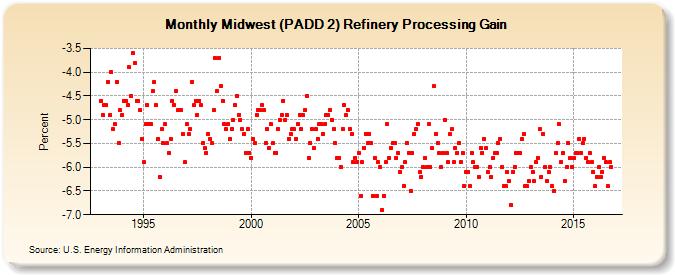 Monthly Midwest (PADD 2) Refinery Processing Gain
Percent
-3.5
-4.0
-4.5
-5.0
-5.5
-6.0
-6.5
-7.0
1995 2000 2005 2010 2015
Source: U.S. Energy Information Administration